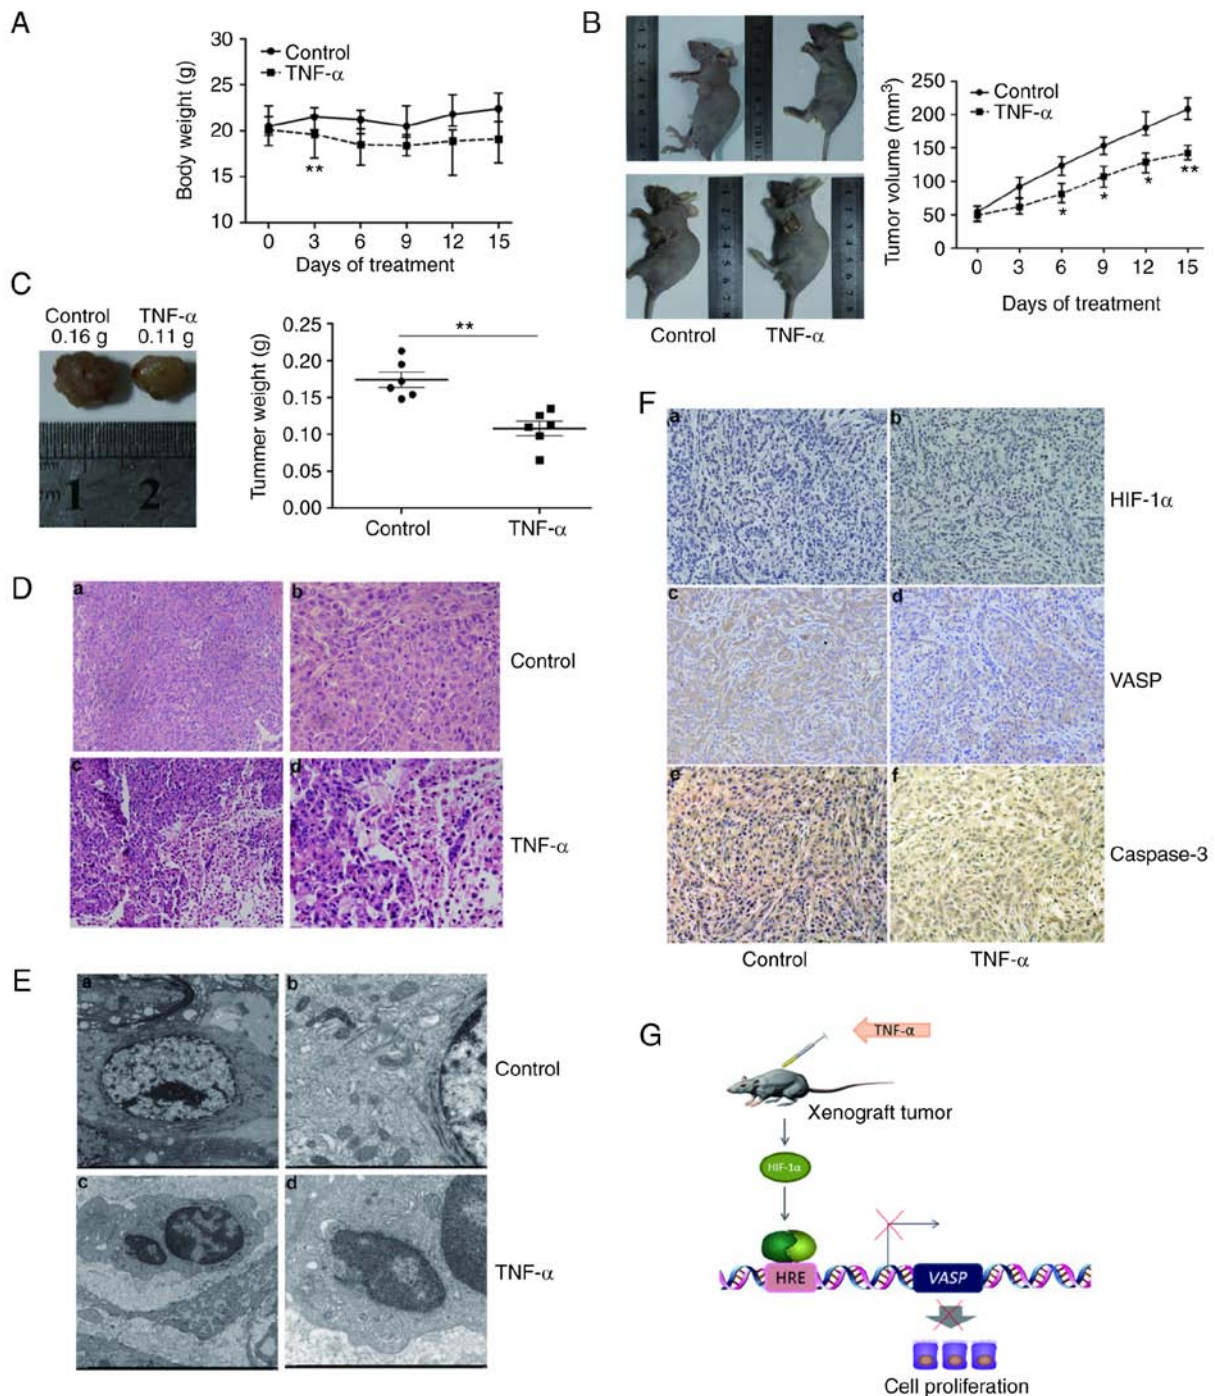 A
30
25
20
15
10
Body weight (g)
Control
TNF-α
**
0 3 6 9 12 15
Days of treatment
B
Control TNF-α
250
200
150
100
50
0
Tumor volume (mm³)
Control
TNF-α
* * * **
0 3 6 9 12 15
Days of treatment
C
Control TNF-α
0.16 g 0.11 g
cm 1 2
0.25
0.20
0.15
0.10
0.05
0.00
Tummer weight (g)
**
Control TNF-α
D
a b
Control
c d
TNF-α
E
a b
Control
c d
TNF-α
F
a b
HIF-1α
c d
VASP
e f
Caspase-3
Control TNF-α
G
TNF-α
Xenograft tumor
HIF-1α
HRE VASP
Cell proliferation